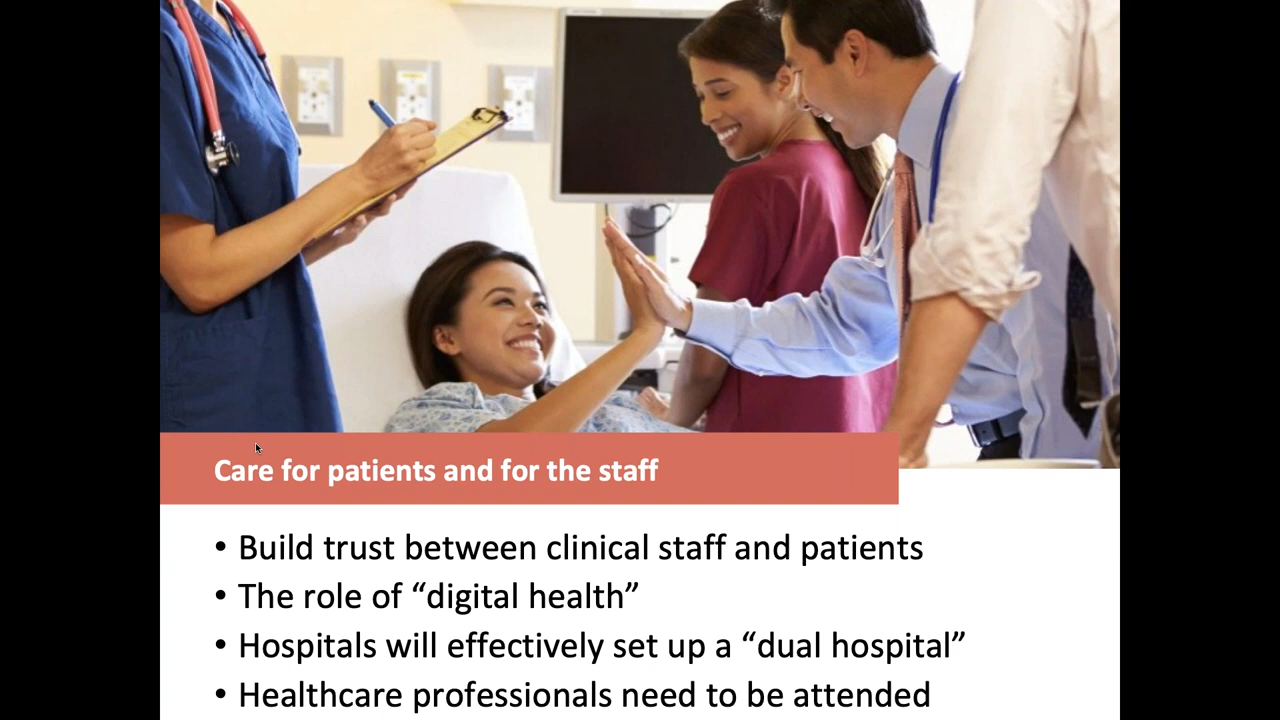 Care for patients and for the staff
• Build trust between clinical staff and patients
• The role of “digital health”
• Hospitals will effectively set up a “dual hospital”
• Healthcare professionals need to be attended